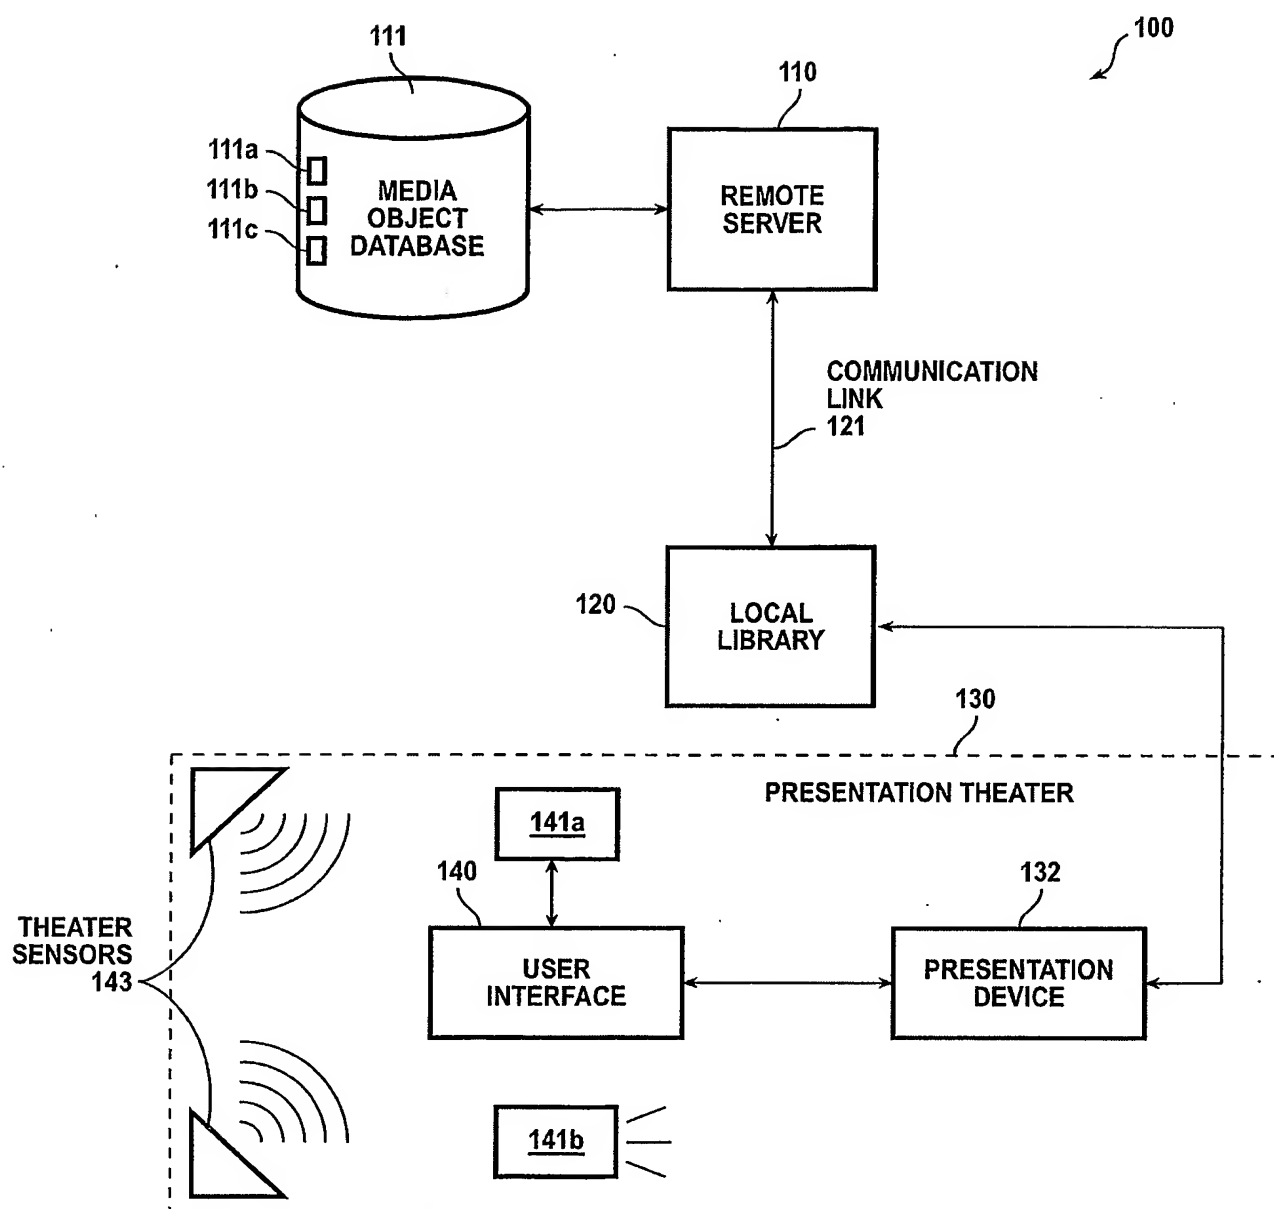 100
111
110
111a
111b
111c
MEDIA
OBJECT
DATABASE
REMOTE
SERVER
COMMUNICATION
LINK
121
120
LOCAL
LIBRARY
130
PRESENTATION THEATER
141a
140
132
THEATER
SENSORS
143
USER
INTERFACE
PRESENTATION
DEVICE
141b